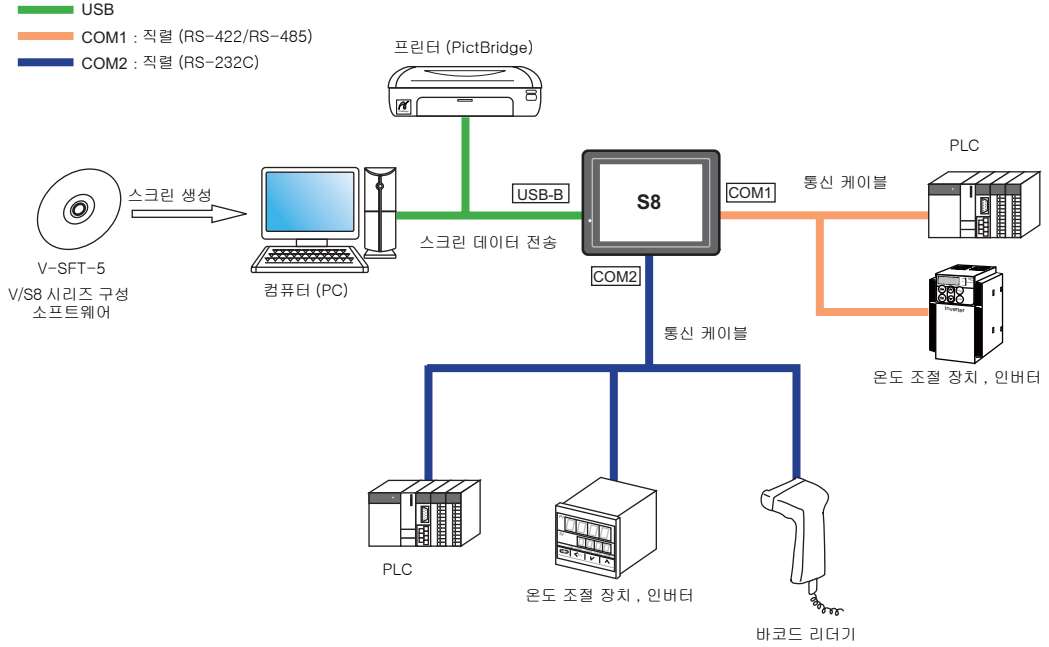 USB
COM1 : 직렬 (RS-422/RS-485)
COM2 : 직렬 (RS-232C)
프린터 (PictBridge)
PLC
스크린 생성
USB-B
S8
COM1
통신 케이블
스크린 데이터 전송
V-SFT-5
V/S8 시리즈 구성
소프트웨어
컴퓨터 (PC)
COM2
Inverter
통신 케이블
온도 조절 장치 , 인버터
PLC
온도 조절 장치 , 인버터
바코드 리더기